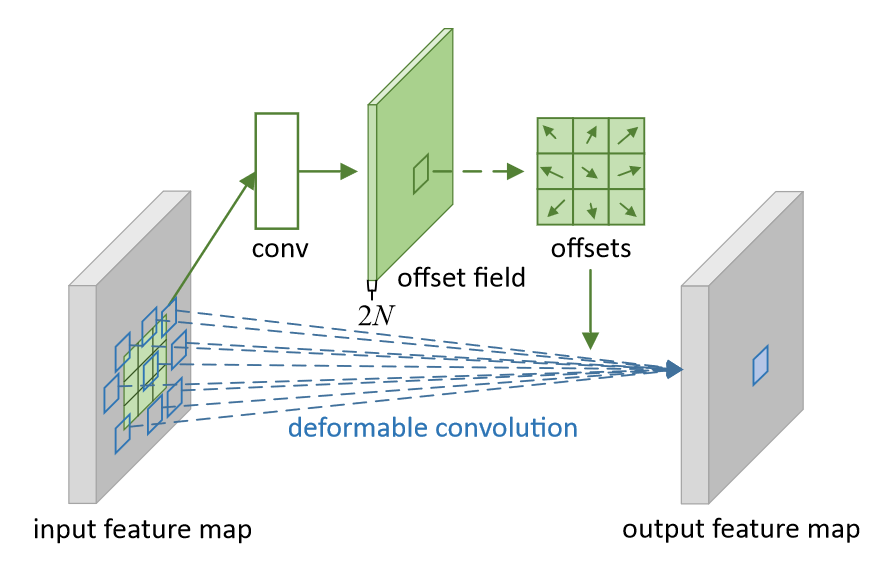 conv
offsets
offset field
2N
deformable convolution
input feature map
output feature map